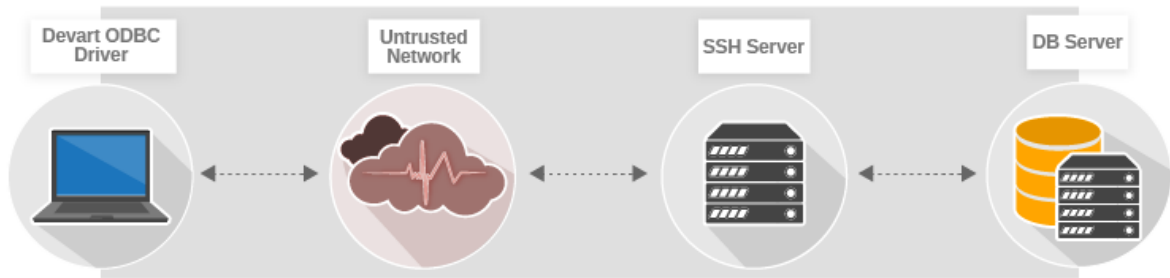 Devart ODBC
Driver
Untrusted
Network
SSH Server
DB Server